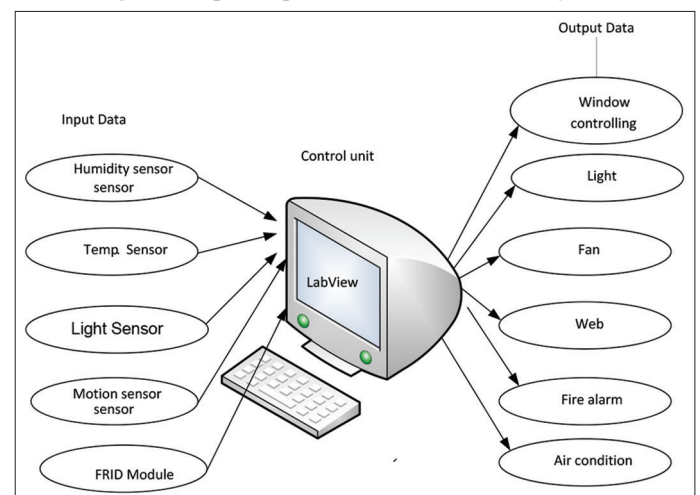 Output Data
Window
controlling
Input Data
Control unit
Humidity sensor
sensor
Light
Temp. Sensor
Fan
LabView
Light Sensor
Web
Motion sensor
sensor
Fire alarm
FRID Module
Air condition